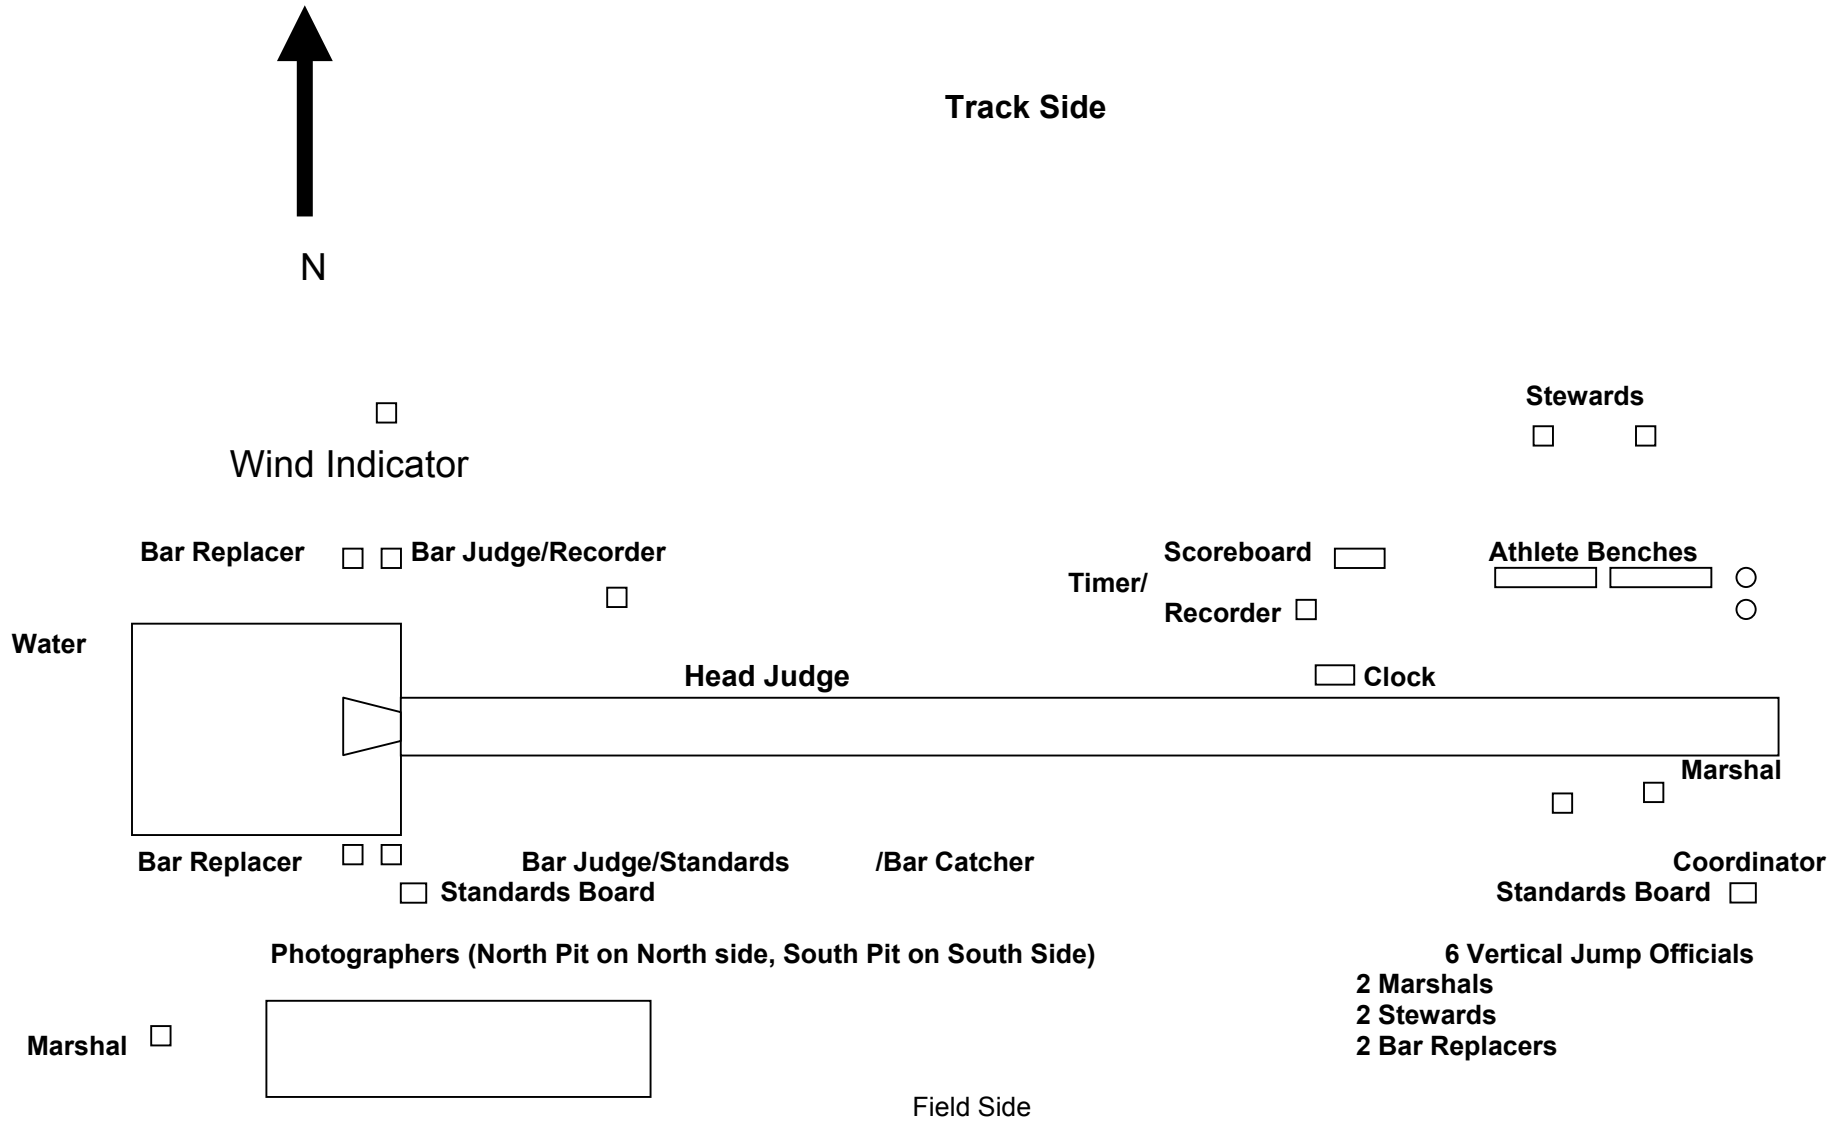 Track Side
N
Stewards
Wind Indicator
Bar Replacer
Bar Judge/Recorder
Scoreboard
Athlete Benches
Timer/
Recorder
Water
Head Judge
Clock
Marshal
Bar Replacer
Bar Judge/Standards
/Bar Catcher
Coordinator
Standards Board
Standards Board
Photographers (North Pit on North side, South Pit on South Side)
6 Vertical Jump Officials
2 Marshals
2 Stewards
2 Bar Replacers
Marshal
Field Side